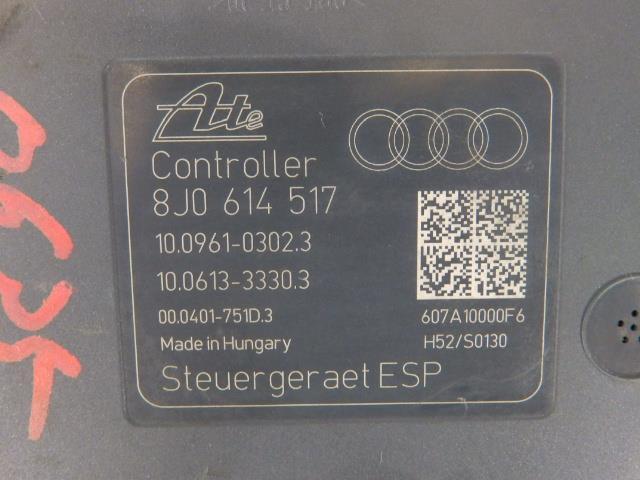 Ate
Controller
8J0 614 517
10.0961-0302.3
10.0613-3330.3
00.0401-751D.3
607A10000F6
Made in Hungary
H52/S0130
Steuergeraet ESP